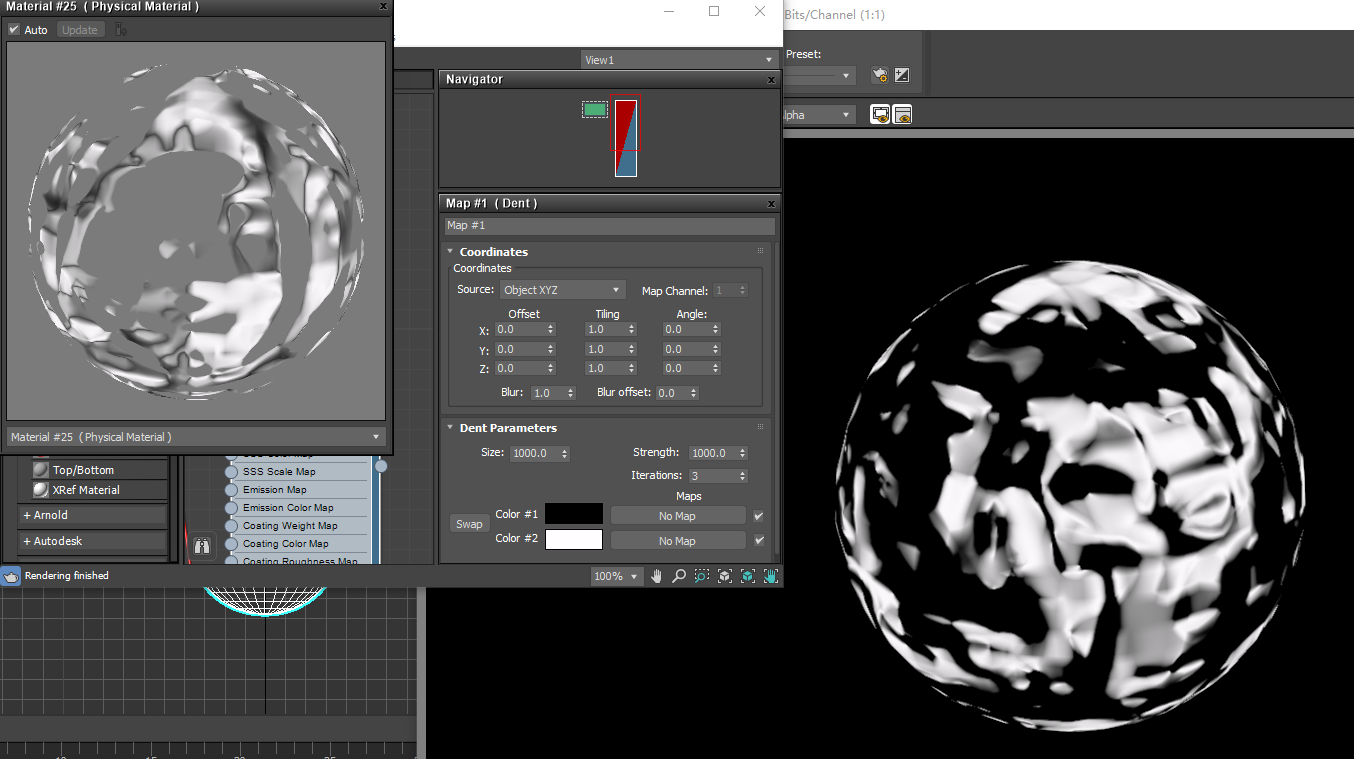 Material #25 ( Physical Material )
Auto
Update
Bits/Channel (1:1)
View1
Preset:
Navigator
Map #1 ( Dent )
Map #1
Coordinates
Coordinates
Source: Object XYZ Map Channel: 1
Offset Tiling Angle:
X: 0.0 1.0 0.0
Y: 0.0 1.0 0.0
Z: 0.0 1.0 0.0
Blur: 1.0 Blur offset: 0.0
Dent Parameters
Size: 1000.0 Strength: 1000.0
Iterations: 3
Maps
Swap
Color #1 No Map
Color #2 No Map
Material #25 ( Physical Material )
Top/Bottom
XRef Material
+ Arnold
+ Autodesk
SSS Scale Map
Emission Map
Emission Color Map
Coating Weight Map
Coating Color Map
Coating Roughness Map
Rendering finished
100%